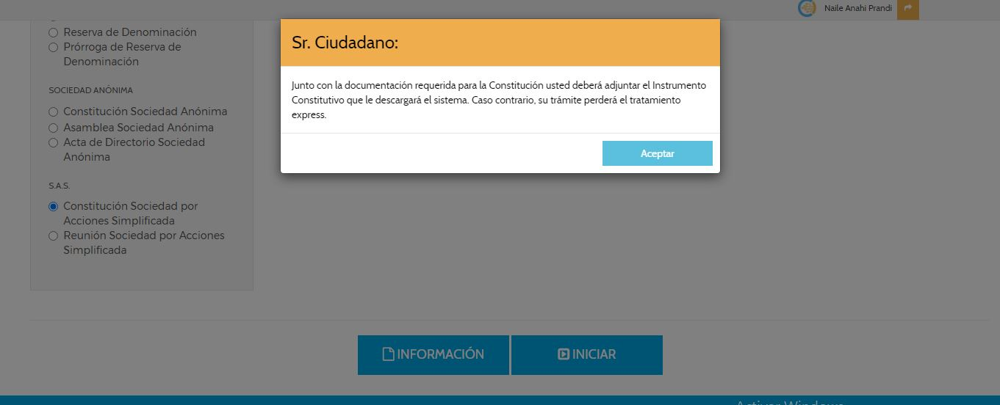 Naile Anahi Prandi
Sr. Ciudadano:
Junto con la documentación requerida para la Constitución usted deberá adjuntar el Instrumento
Constitutivo que le descargará el sistema. Caso contrario, su trámite perderá el tratamiento
express.
Aceptar
Reserva de Denominación
Prórroga de Reserva de
Denominación
SOCIEDAD ANÓNIMA
Constitución Sociedad Anónima
Asamblea Sociedad Anónima
Acta de Directorio Sociedad
Anónima
S.A.S.
Constitución Sociedad por
Acciones Simplificada
Reunión Sociedad por Acciones
Simplificada
INFORMACIÓN
INICIAR
Activar Windows